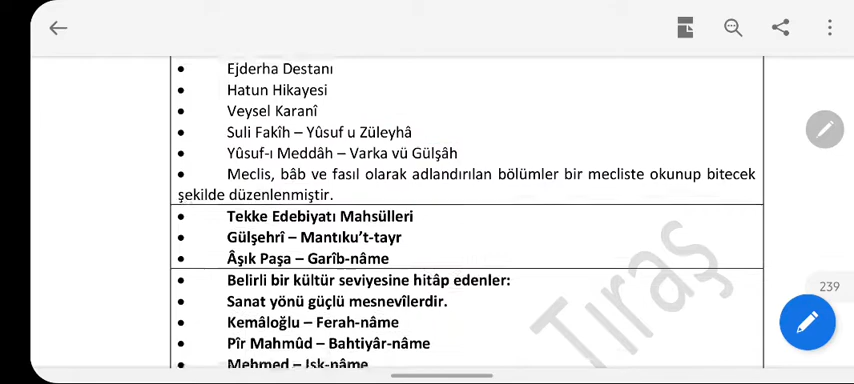 Ejderha Destanı
Hatun Hikayesi
Veysel Karanî
Suli Fakîh – Yûsuf u Züleyhâ
Yûsuf-ı Meddâh – Varka vü Gülşâh
Meclis, bâb ve fasıl olarak adlandırılan bölümler bir mecliste okunup bitecek
şekilde düzenlenmiştir.
Tekke Edebiyatı Mahsülleri
Gülşehrî – Mantıku't-tayr
Âşık Paşa – Garîb-nâme
Belirli bir kültür seviyesine hitâp edenler:
Sanat yönü güçlü mesnevîlerdir.
Kemâloğlu – Ferah-nâme
Pîr Mahmûd – Bahtiyâr-nâme
Mehmed – Işk-nâme
Tıraş
239